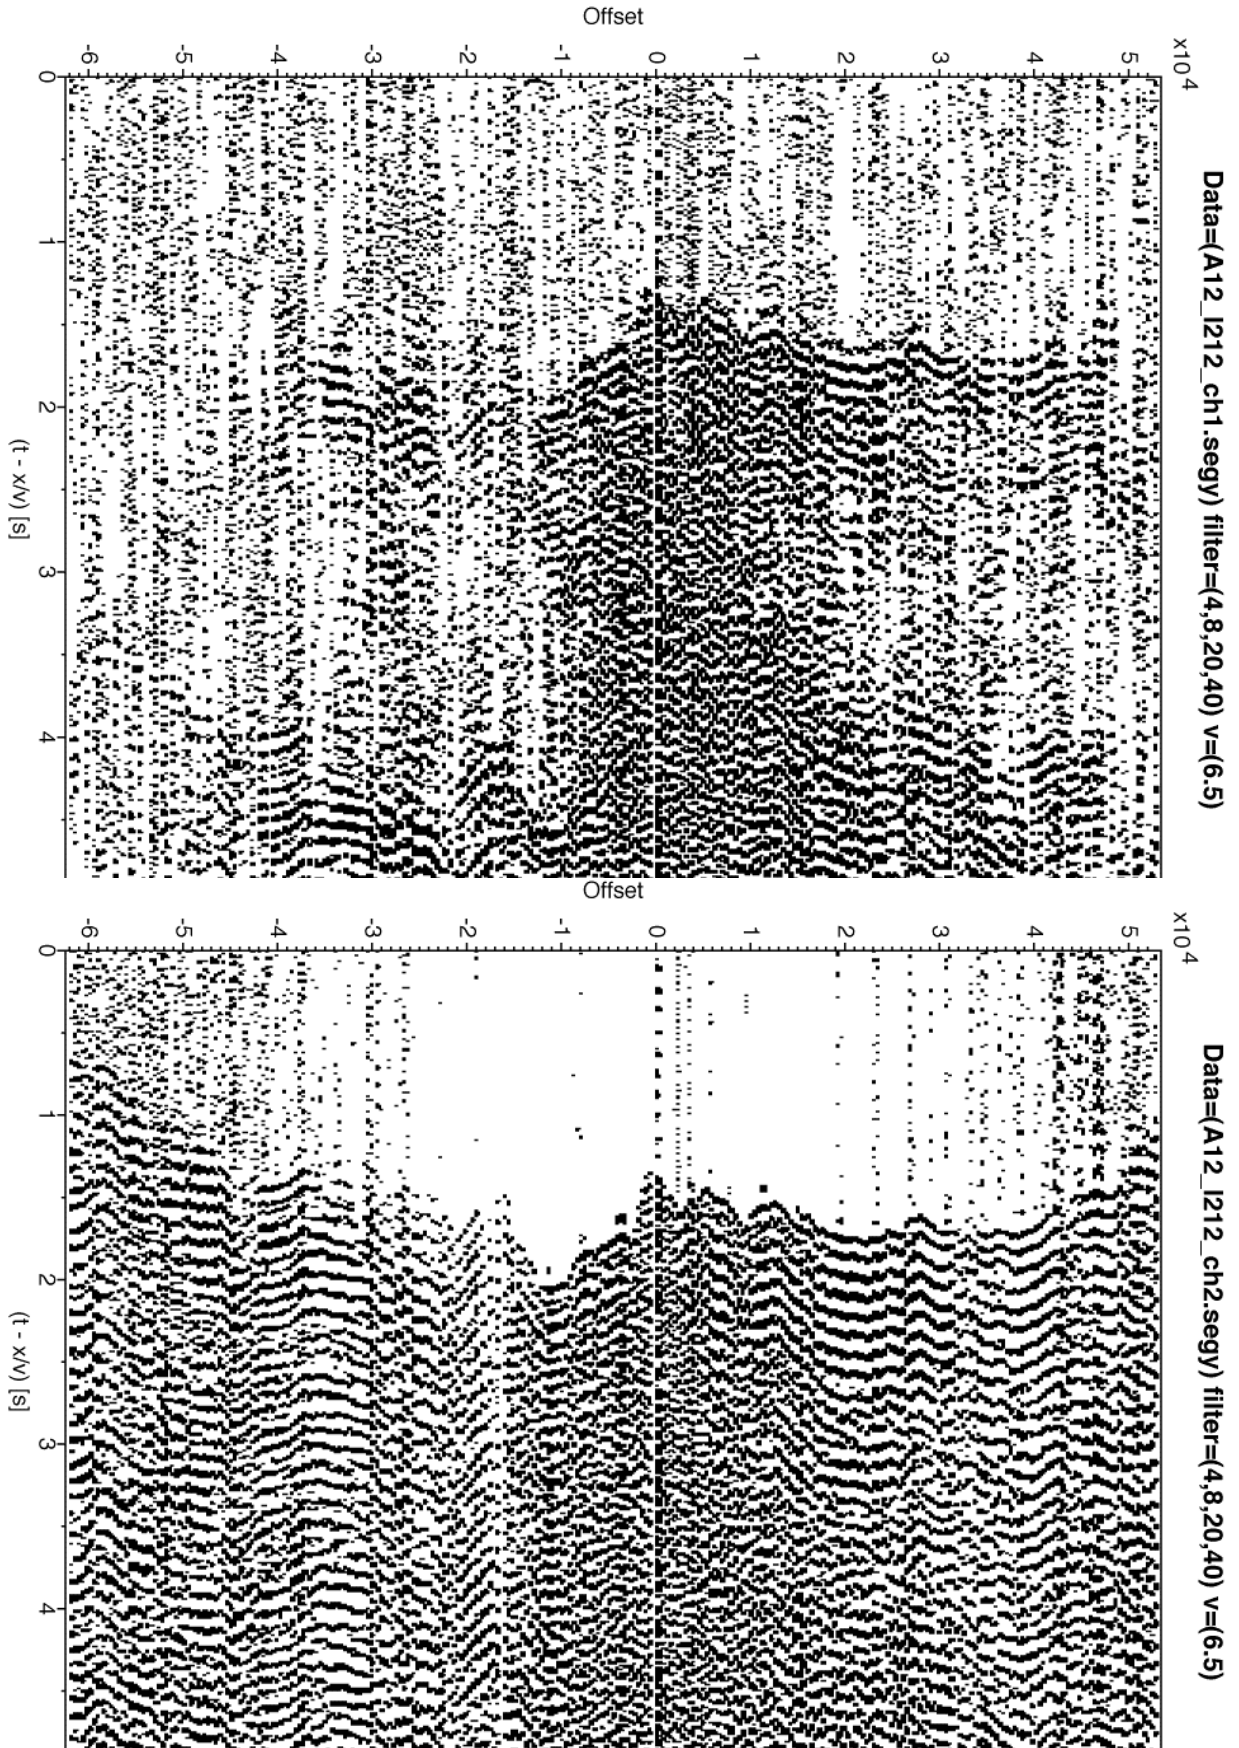 Offset
-6 -5 -4 -3 -2 -1 0 1 2 3 4 5 x10^4
Data=(A12_I212_ch1.segy) filter=(4,8,20,40) v=(6.5)
0
1
2
3
4
(t - x/v) [s]
Offset
-6 -5 -4 -3 -2 -1 0 1 2 3 4 5 x10^4
Data=(A12_I212_ch2.segy) filter=(4,8,20,40) v=(6.5)
0
1
2
3
4
(t - x/v) [s]